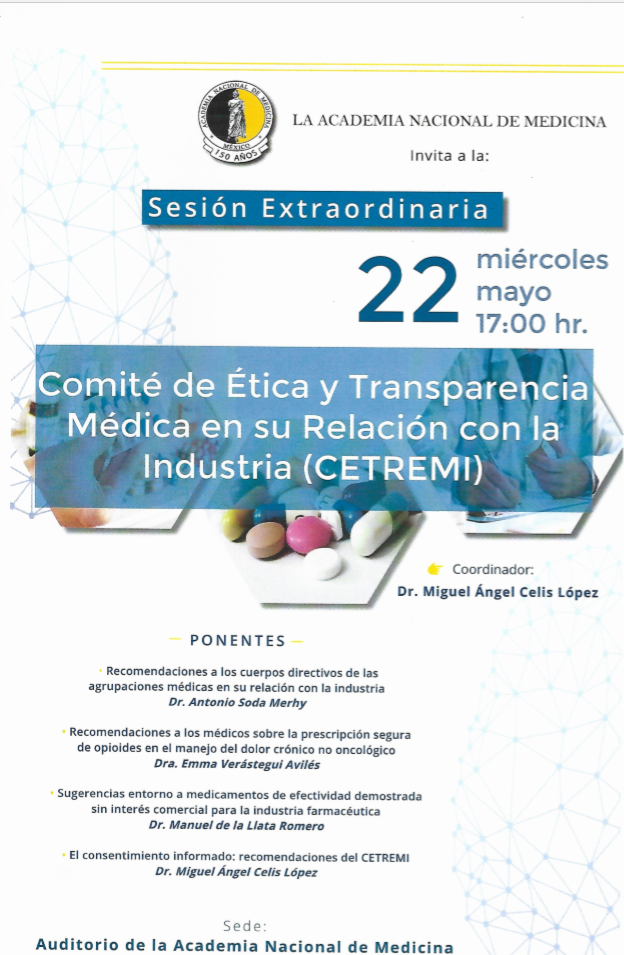 ACADEMIA NACIONAL DE MEDICINA
MÉXICO
150 AÑOS
LA ACADEMIA NACIONAL DE MEDICINA
Invita a la:
Sesión Extraordinaria
22
miércoles
mayo
17:00 hr.
Comité de Ética y Transparencia
Médica en su Relación con la
Industria (CETREMI)
Coordinador:
Dr. Miguel Ángel Celis López
PONENTES
· Recomendaciones a los cuerpos directivos de las
agrupaciones médicas en su relación con la industria
Dr. Antonio Soda Merhy
· Recomendaciones a los médicos sobre la prescripción segura
de opioides en el manejo del dolor crónico no oncológico
Dra. Emma Verástegui Avilés
· Sugerencias entorno a medicamentos de efectividad demostrada
sin interés comercial para la industria farmacéutica
Dr. Manuel de la Llata Romero
· El consentimiento informado: recomendaciones del CETREMI
Dr. Miguel Ángel Celis López
Sede:
Auditorio de la Academia Nacional de Medicina